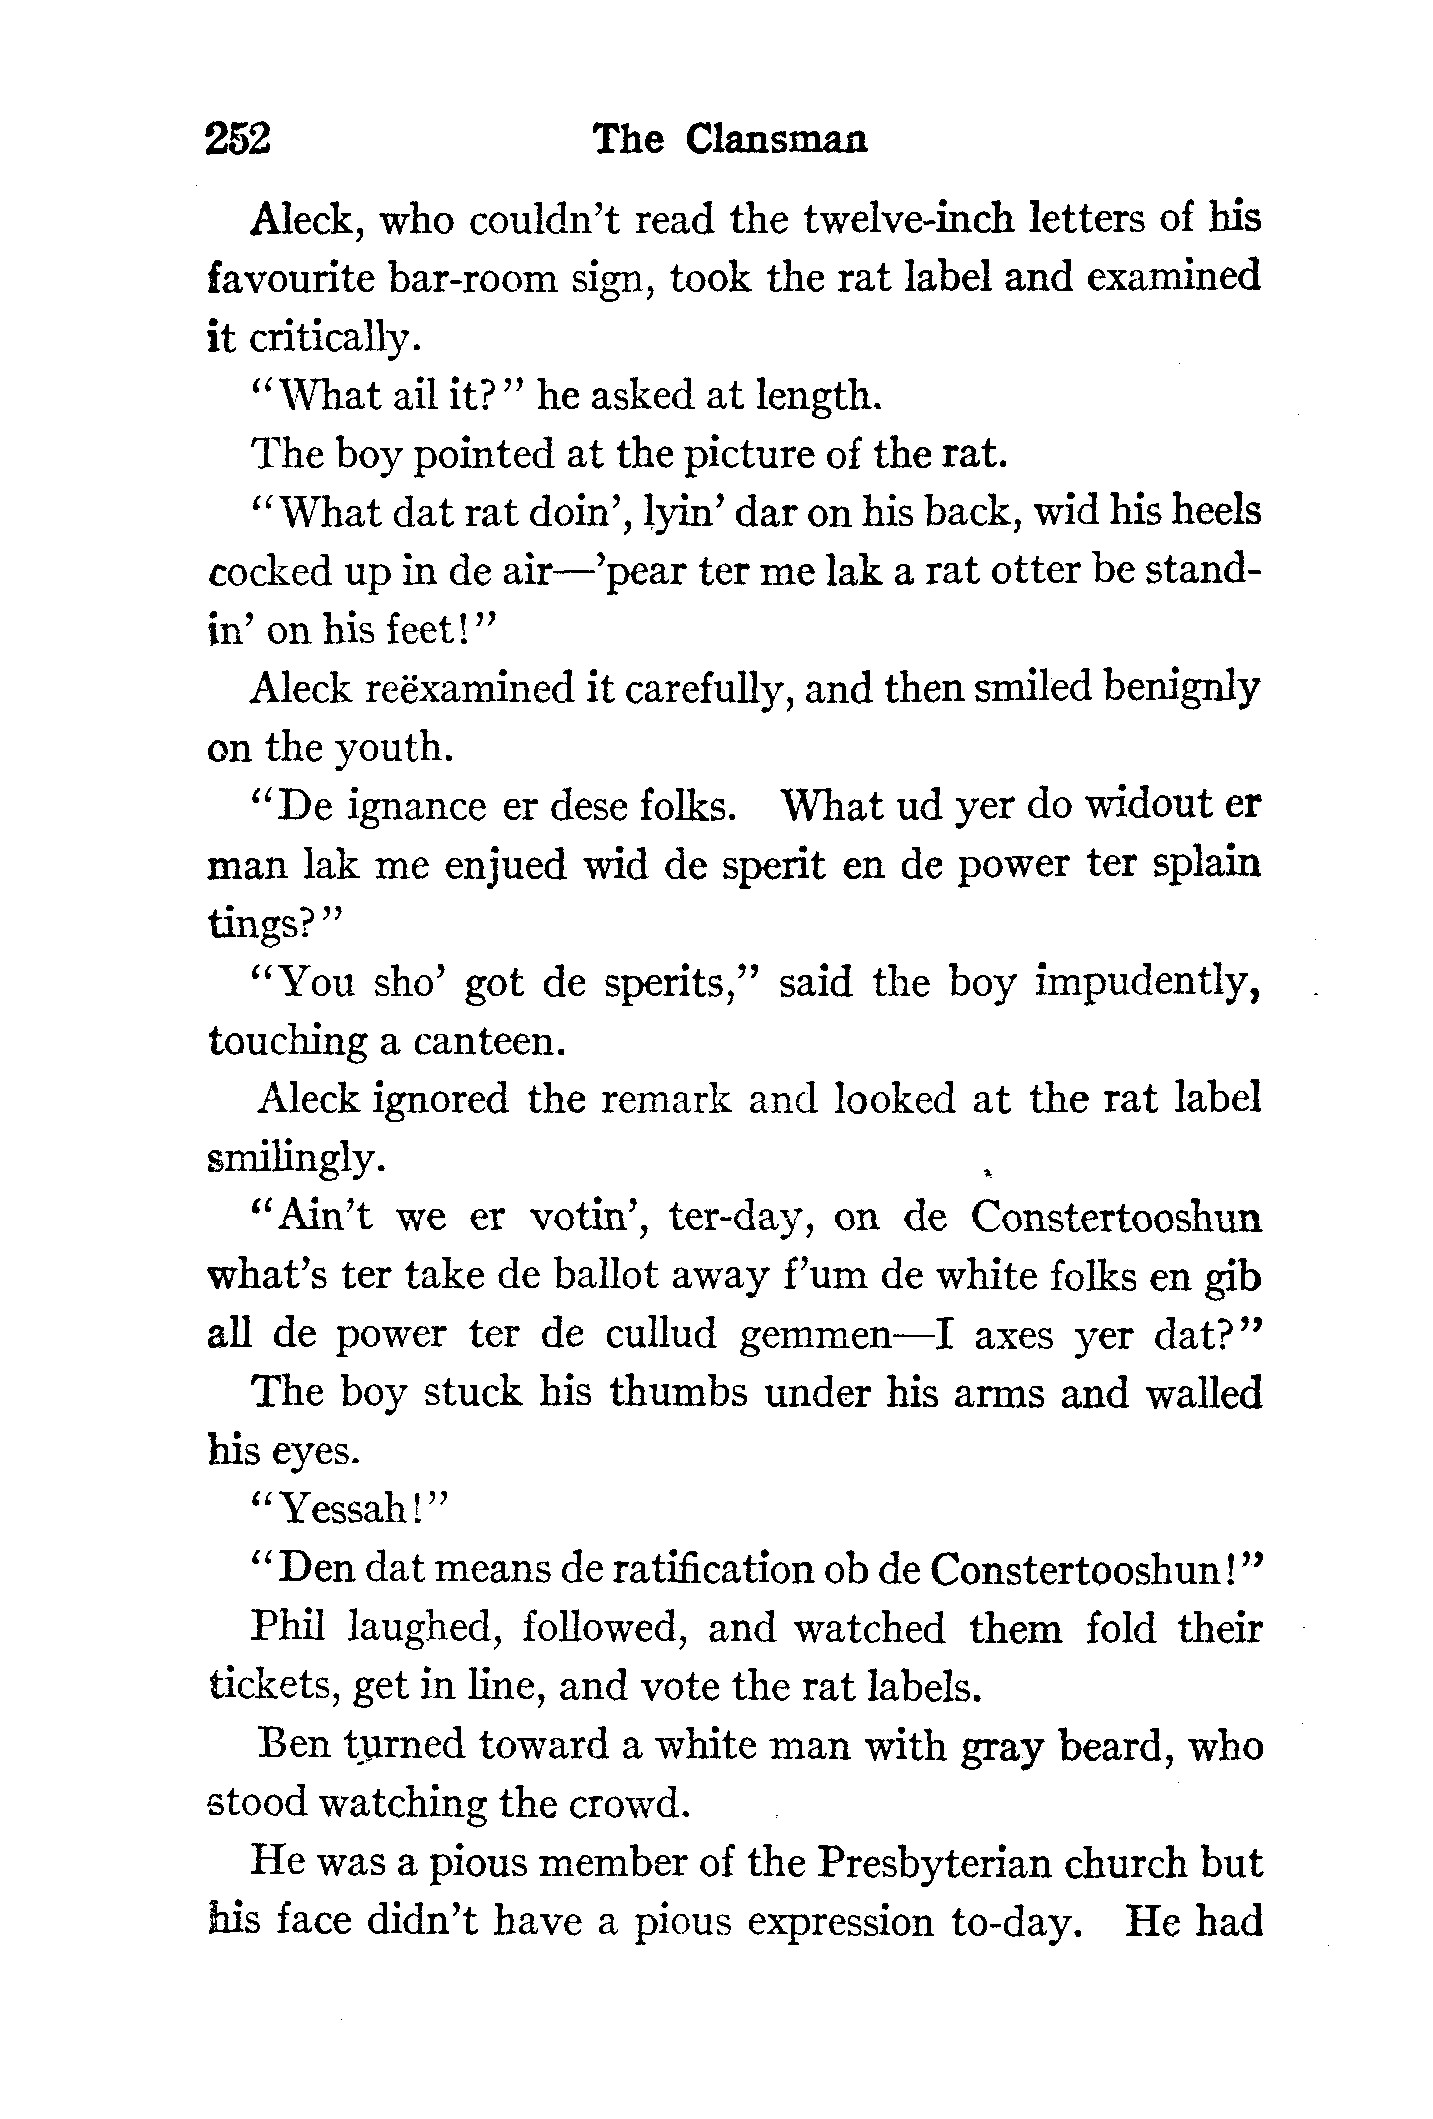 252 The Clansman
Aleck, who couldn't read the twelve-inch letters of his
favourite bar-room sign, took the rat label and examined
it critically.
"What ail it?" he asked at length.
The boy pointed at the picture of the rat.
"What dat rat doin', lyin' dar on his back, wid his heels
cocked up in de air—'pear ter me lak a rat otter be stand-
in' on his feet!"
Aleck reëxamined it carefully, and then smiled benignly
on the youth.
"De ignance er dese folks. What ud yer do widout er
man lak me enjued wid de sperit en de power ter splain
tings?"
"You sho' got de sperits," said the boy impudently,
touching a canteen.
Aleck ignored the remark and looked at the rat label
smilingly.
"Ain't we er votin', ter-day, on de Constertooshun
what's ter take de ballot away f'um de white folks en gib
all de power ter de cullud gemmen—I axes yer dat?"
The boy stuck his thumbs under his arms and walled
his eyes.
"Yessah!"
"Den dat means de ratification ob de Constertooshun!"
Phil laughed, followed, and watched them fold their
tickets, get in line, and vote the rat labels.
Ben turned toward a white man with gray beard, who
stood watching the crowd.
He was a pious member of the Presbyterian church but
his face didn't have a pious expression to-day. He had